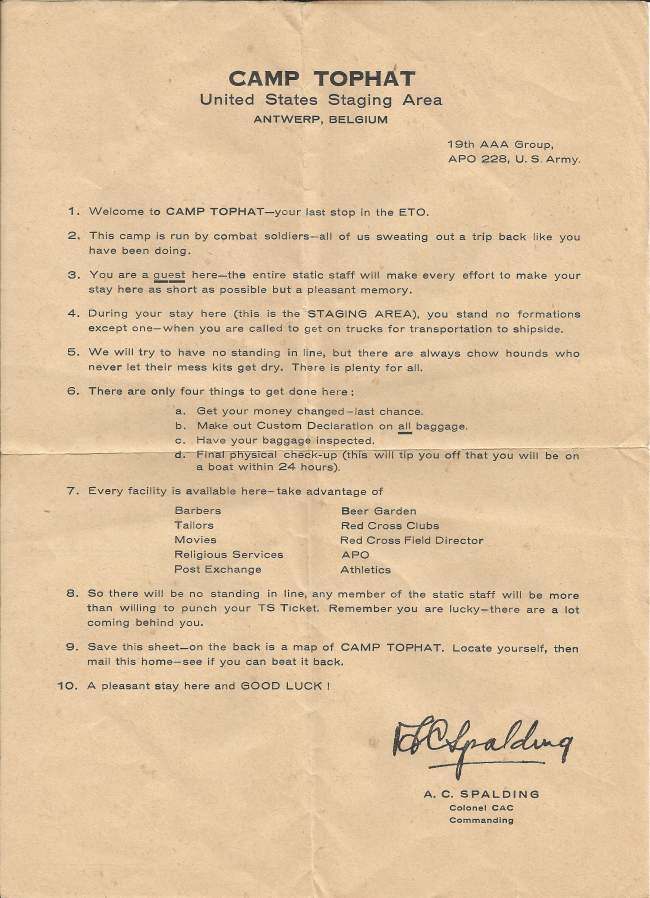 CAMP TOPHAT
United States Staging Area
ANTWERP, BELGIUM
19th AAA Group,
APO 228, U. S. Army.
1. Welcome to CAMP TOPHAT—your last stop in the ETO.
2. This camp is run by combat soldiers—all of us sweating out a trip back like you
have been doing.
3. You are a guest here—the entire static staff will make every effort to make your
stay here as short as possible but a pleasant memory.
4. During your stay here (this is the STAGING AREA), you stand no formations
except one—when you are called to get on trucks for transportation to shipside.
5. We will try to have no standing in line, but there are always chow hounds who
never let their mess kits get dry. There is plenty for all.
6. There are only four things to get done here :
a. Get your money changed—last chance.
b. Make out Custom Declaration on all baggage.
c. Have your baggage inspected.
d. Final physical check-up (this will tip you off that you will be on
a boat within 24 hours).
7. Every facility is available here—take advantage of
Barbers Beer Garden
Tailors Red Cross Clubs
Movies Red Cross Field Director
Religious Services APO
Post Exchange Athletics
8. So there will be no standing in line, any member of the static staff will be more
than willing to punch your TS Ticket. Remember you are lucky—there are a lot
coming behind you.
9. Save this sheet—on the back is a map of CAMP TOPHAT. Locate yourself, then
mail this home—see if you can beat it back.
10. A pleasant stay here and GOOD LUCK !
A C Spalding
A. C. SPALDING
Colonel CAC
Commanding